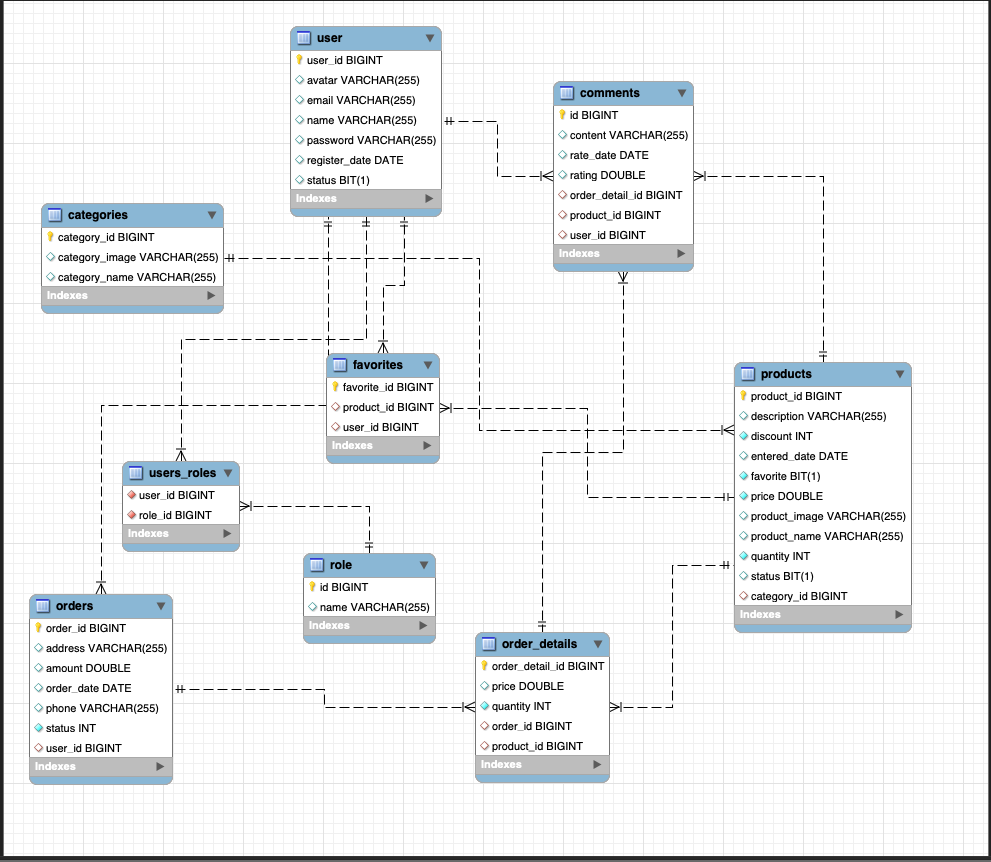 user
user_id BIGINT
avatar VARCHAR(255)
email VARCHAR(255)
name VARCHAR(255)
password VARCHAR(255)
register_date DATE
status BIT(1)
Indexes
comments
id BIGINT
content VARCHAR(255)
rate_date DATE
rating DOUBLE
order_detail_id BIGINT
product_id BIGINT
user_id BIGINT
Indexes
categories
category_id BIGINT
category_image VARCHAR(255)
category_name VARCHAR(255)
Indexes
favorites
favorite_id BIGINT
product_id BIGINT
user_id BIGINT
Indexes
products
product_id BIGINT
description VARCHAR(255)
discount INT
entered_date DATE
favorite BIT(1)
price DOUBLE
product_image VARCHAR(255)
product_name VARCHAR(255)
quantity INT
status BIT(1)
category_id BIGINT
Indexes
users_roles
user_id BIGINT
role_id BIGINT
Indexes
role
id BIGINT
name VARCHAR(255)
Indexes
orders
order_id BIGINT
address VARCHAR(255)
amount DOUBLE
order_date DATE
phone VARCHAR(255)
status INT
user_id BIGINT
Indexes
order_details
order_detail_id BIGINT
price DOUBLE
quantity INT
order_id BIGINT
product_id BIGINT
Indexes